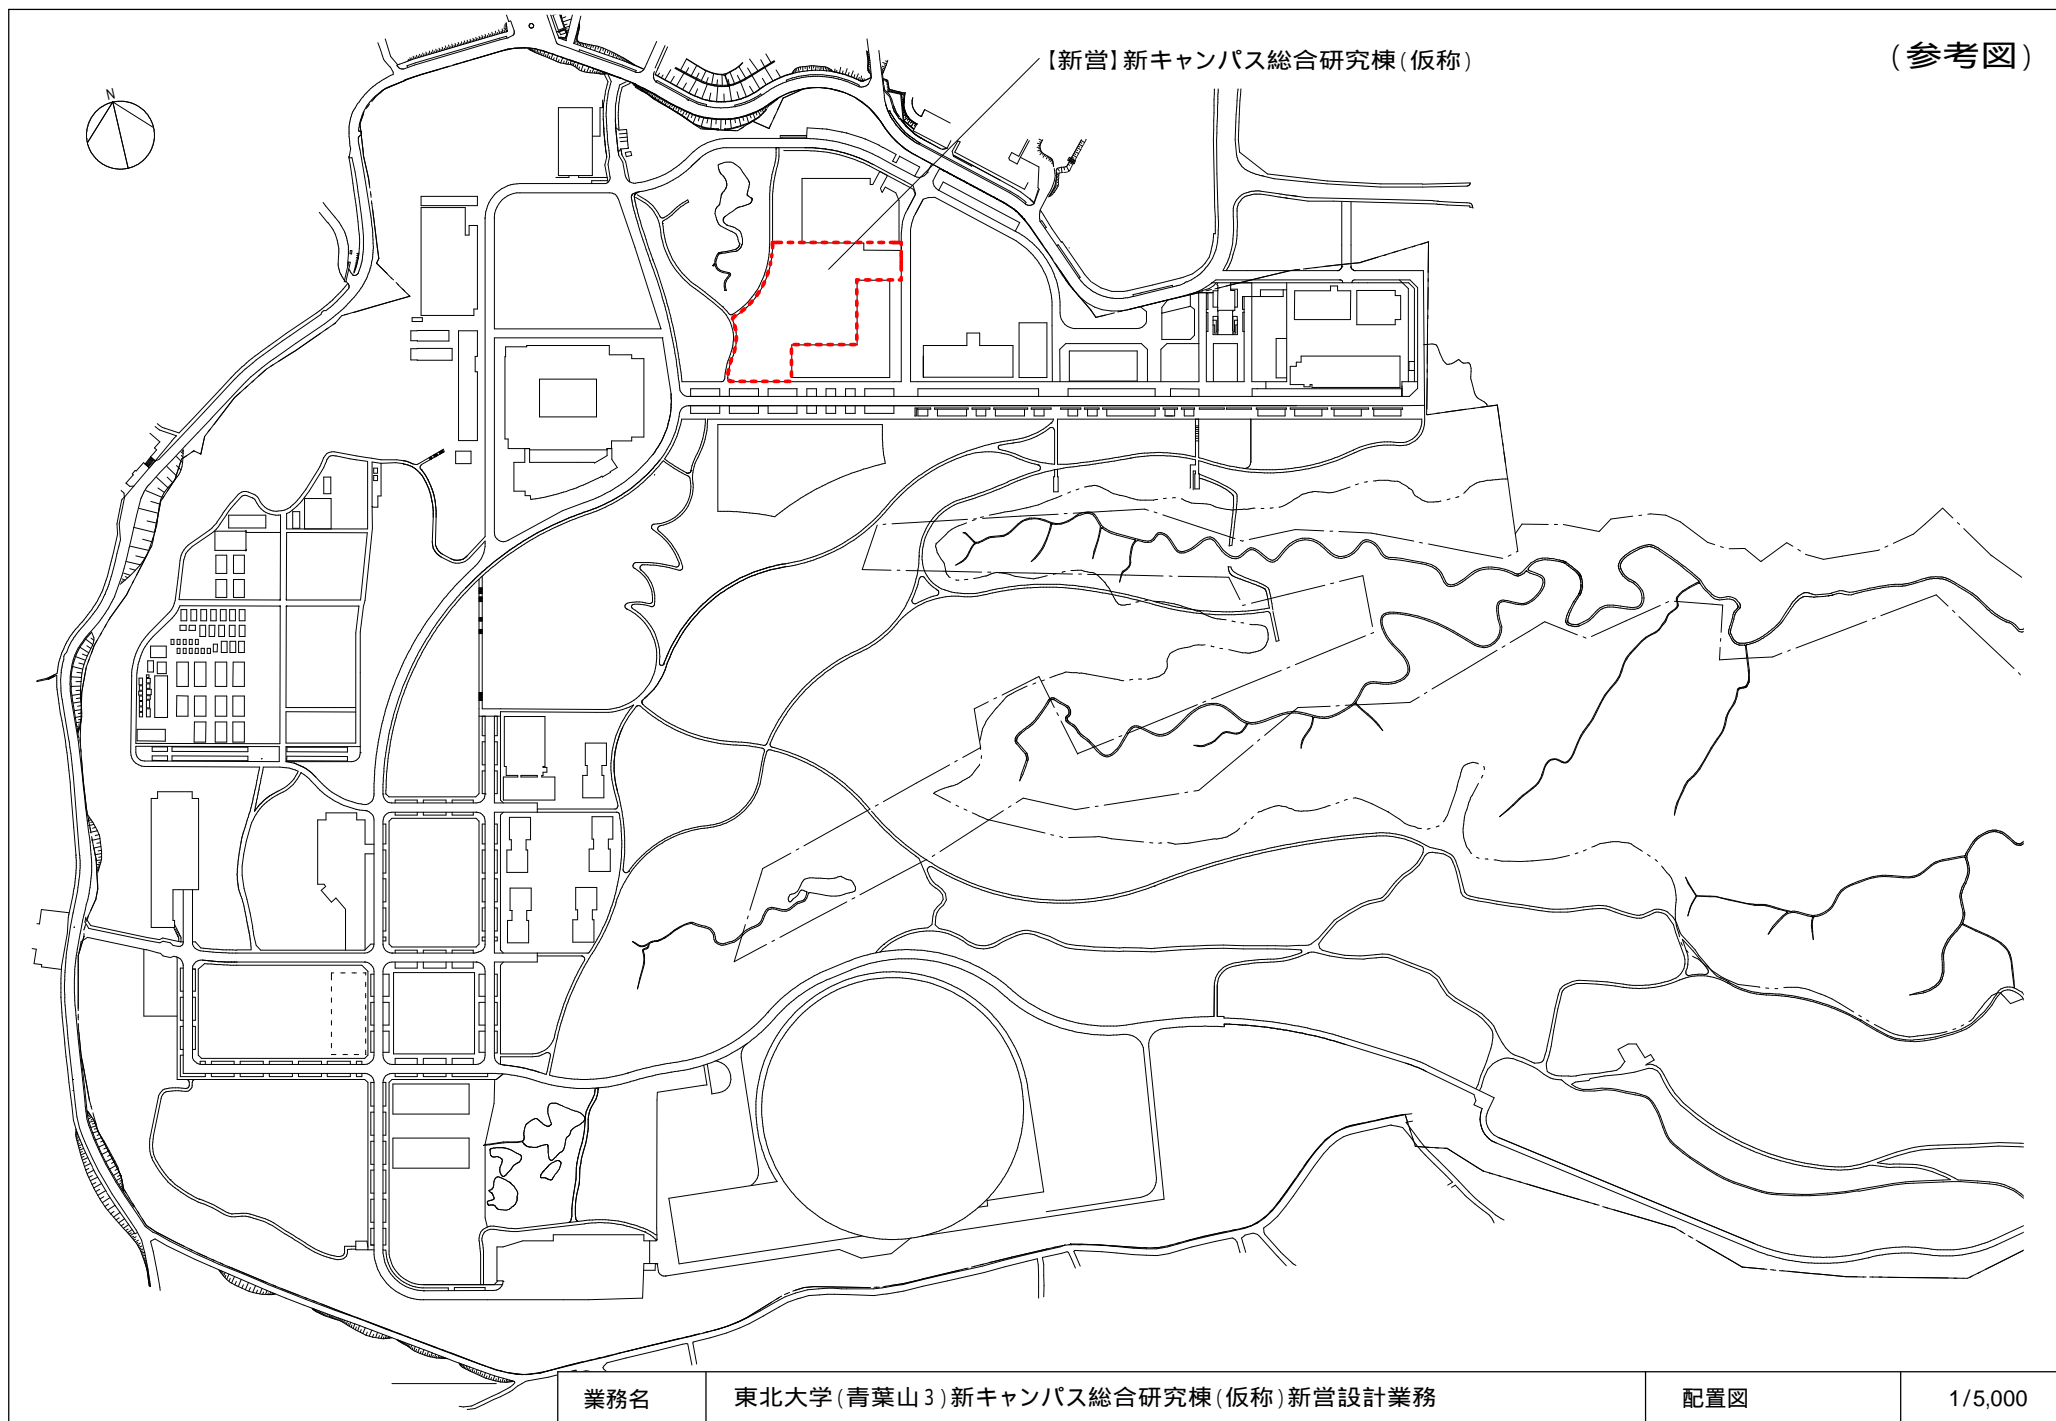 【新営】新キャンパス総合研究棟(仮称)
(参考図)
N
業務名
東北大学(青葉山3)新キャンパス総合研究棟(仮称)新営設計業務
配置図
1/5,000